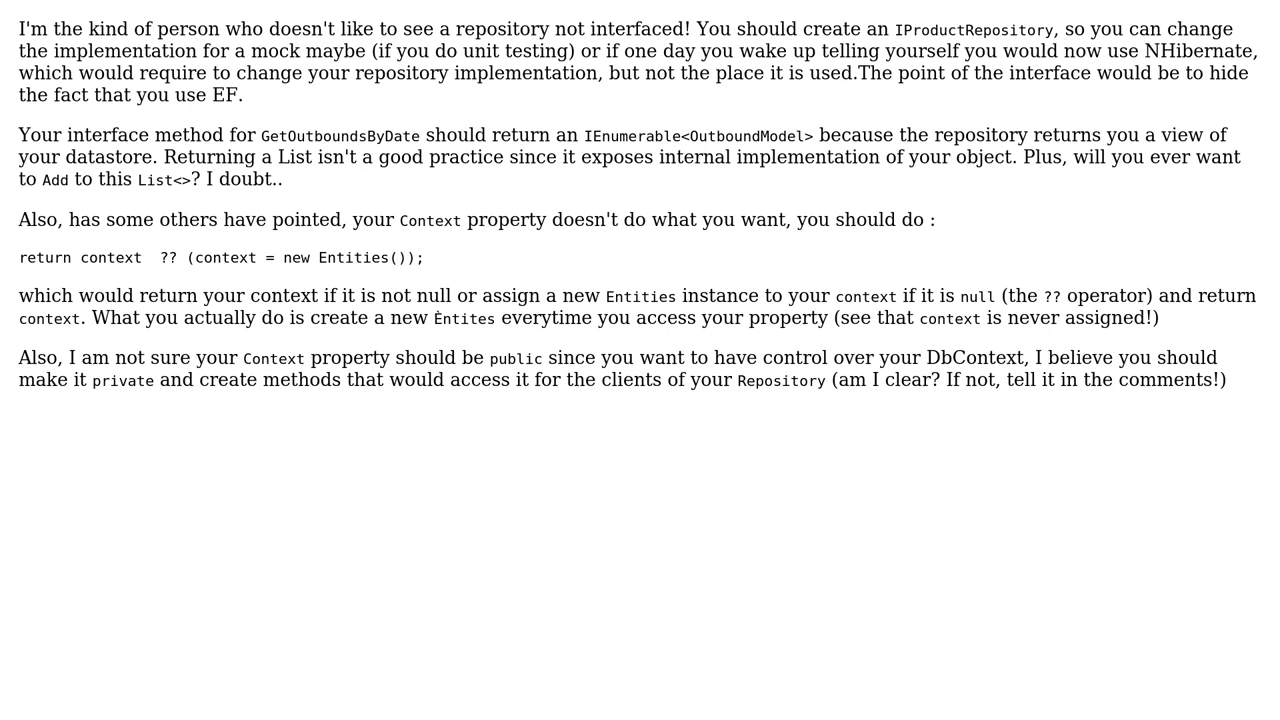 I'm the kind of person who doesn't like to see a repository not interfaced! You should create an IProductRepository, so you can change
the implementation for a mock maybe (if you do unit testing) or if one day you wake up telling yourself you would now use NHibernate,
which would require to change your repository implementation, but not the place it is used.The point of the interface would be to hide
the fact that you use EF.
Your interface method for GetOutboundsByDate should return an IEnumerable<OutboundModel> because the repository returns you a view of
your datastore. Returning a List isn't a good practice since it exposes internal implementation of your object. Plus, will you ever want
to Add to this List<>? I doubt..
Also, has some others have pointed, your Context property doesn't do what you want, you should do :
return context  ?? (context = new Entities());
which would return your context if it is not null or assign a new Entities instance to your context if it is null (the ?? operator) and return
context. What you actually do is create a new Èntites everytime you access your property (see that context is never assigned!)
Also, I am not sure your Context property should be public since you want to have control over your DbContext, I believe you should
make it private and create methods that would access it for the clients of your Repository (am I clear? If not, tell it in the comments!)